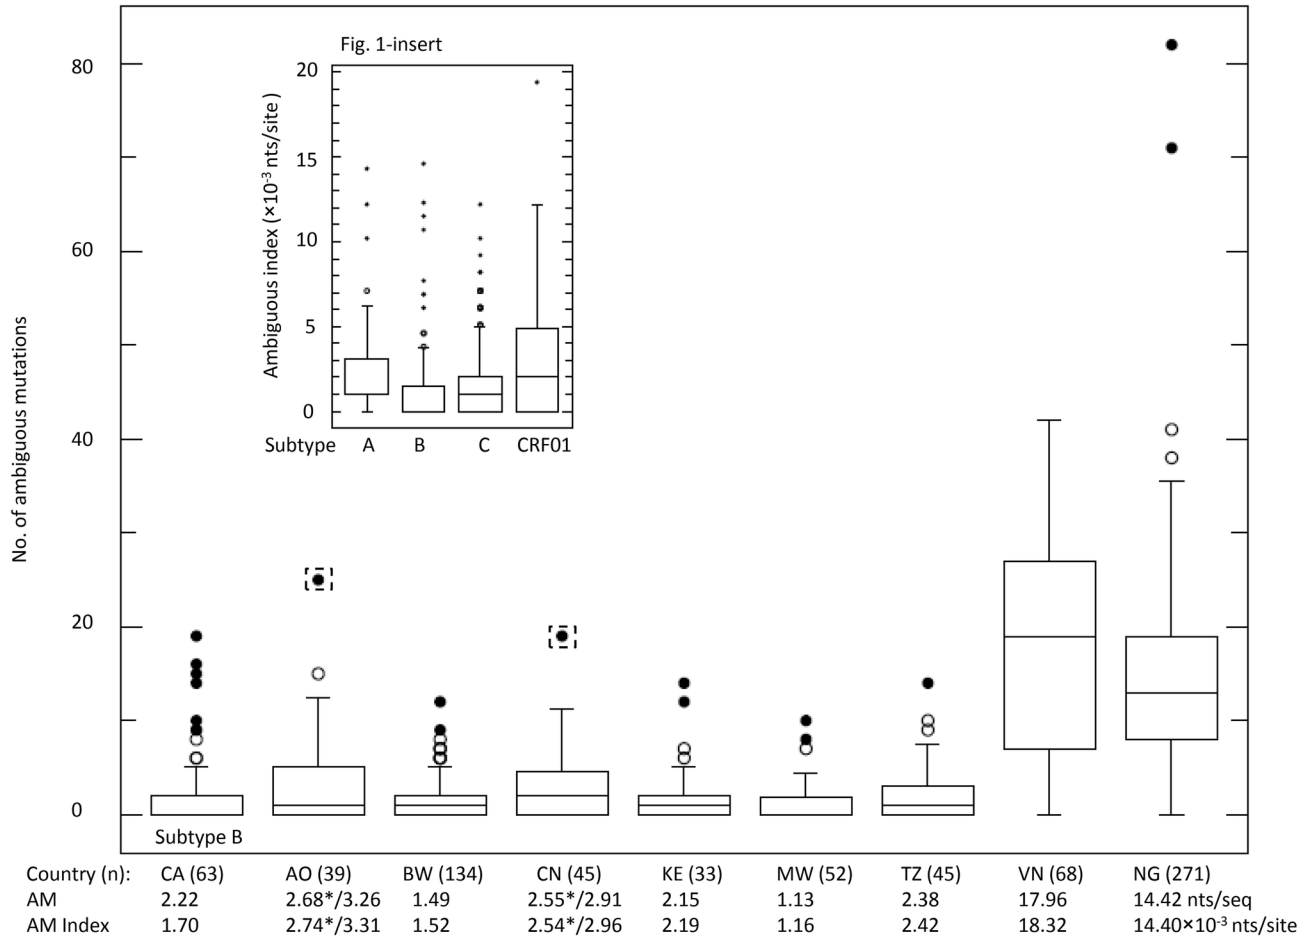 Fig. 1-insert
Ambiguous index (×10-3 nts/site )
20
15
10
5
0
Subtype A B C CRF01
No. of ambiguous mutations
80
60
40
20
0
Subtype B
Country (n): CA (63) AO (39) BW (134) CN (45) KE (33) MW (52) TZ (45) VN (68) NG (271)
AM 2.22 2.68*/3.26 1.49 2.55*/2.91 2.15 1.13 2.38 17.96 14.42 nts/seq
AM Index 1.70 2.74*/3.31 1.52 2.54*/2.96 2.19 1.16 2.42 18.32 14.40×10-3 nts/site